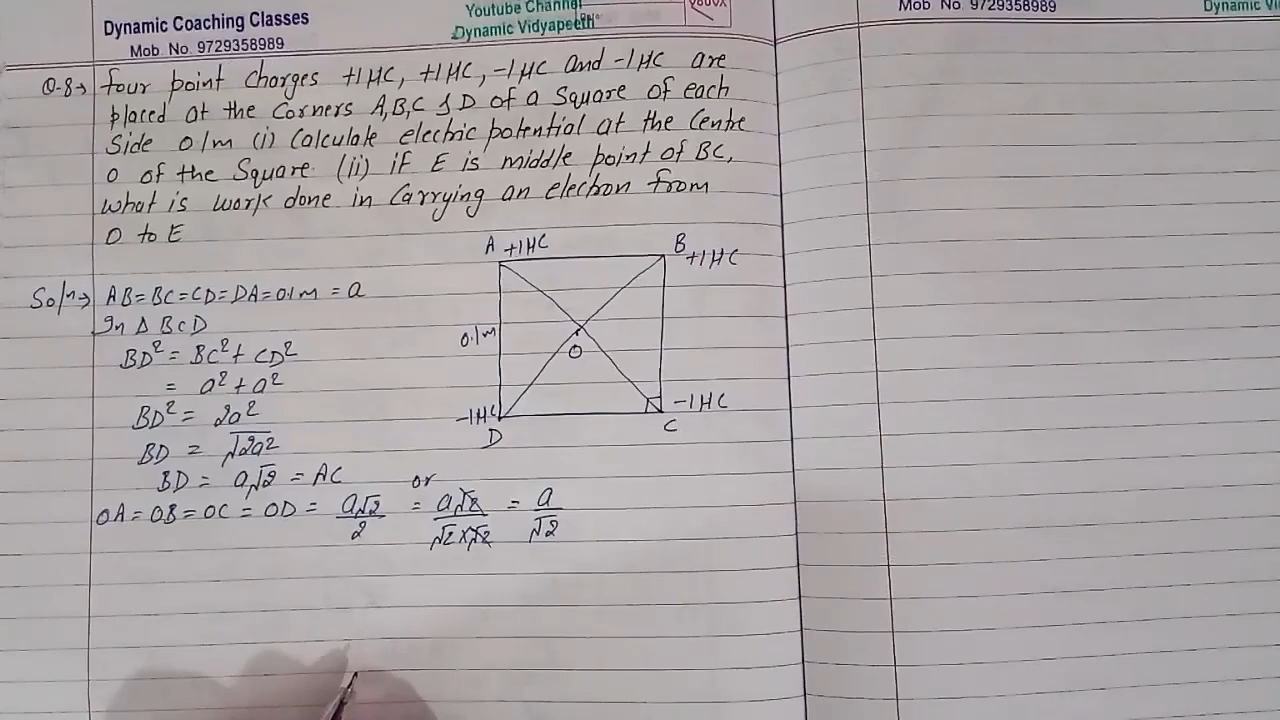 Dynamic Coaching Classes
Mob. No. 9729358989
Youtube Channel
Dynamic Vidyapeeth
Mob No. 9729358989
Q.8→ four point charges +1μC, +1μC, -1μC and -1μC are
placed at the corners A,B,C & D of a square of each
side 0.1m (i) Calculate electric potential at the Centre
O of the Square. (ii) if E is middle point of BC,
what is work done in Carrying an electron from
O to E
Soln→ AB=BC=CD=DA=0.1m = a
In Δ BCD
BD² = BC² + CD²
= a² + a²
BD² = 2a²
BD = √2a²
BD = a√2 = AC
or
OA = OB = OC = OD = a√2/2 = a√2/√2×√2 = a/√2
A +1μC
B +1μC
0.1m
O
-1μC D
-1μC C